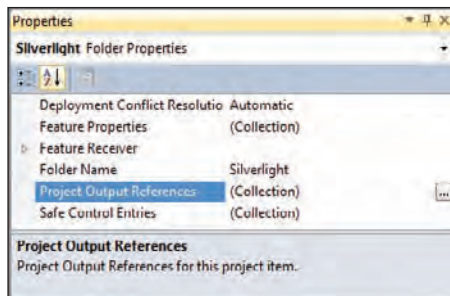 Properties
Silverlight Folder Properties
Deployment Conflict Resolutio Automatic
Feature Properties (Collection)
Feature Receiver
Folder Name Silverlight
Project Output References (Collection) ...
Safe Control Entries (Collection)
Project Output References
Project Output References for this project item.